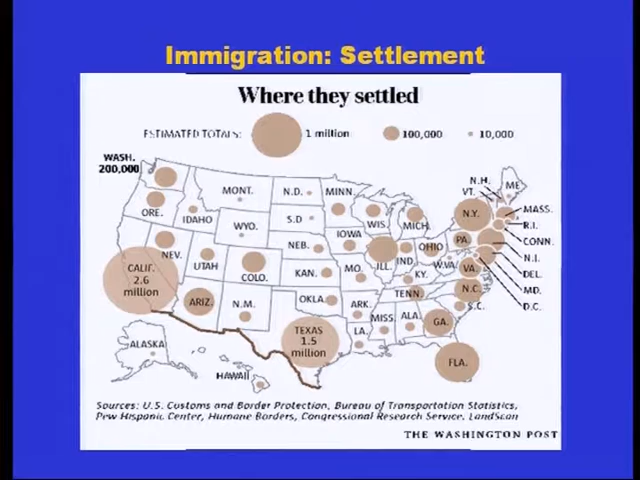 Immigration: Settlement
Where they settled
ESTIMATED TOTALS: 1 million 100,000 10,000
WASH.
200,000
ORE.
IDAHO
MONT.
N.D.
MINN.
WIS.
MICH.
N.H.
VT.
ME
N.Y.
MASS.
R.I.
CONN.
N.J.
DEL.
MD.
D.C.
S.D
WYO.
IOWA
NEB.
NEV.
UTAH
COLO.
KAN.
MO.
ILL.
IND.
OHIO
PA
W.VA.
VA.
KY.
CALIF.
2.6
million
ARIZ.
N.M.
OKLA.
ARK.
TENN.
N.C.
S.C.
MISS.
ALA.
GA.
LA.
TEXAS
1.5
million
FLA.
ALASKA
HAWAII
Sources: U.S. Customs and Border Protection, Bureau of Transportation Statistics,
Pew Hispanic Center, Humane Borders, Congressional Research Service, LandScan
THE WASHINGTON POST